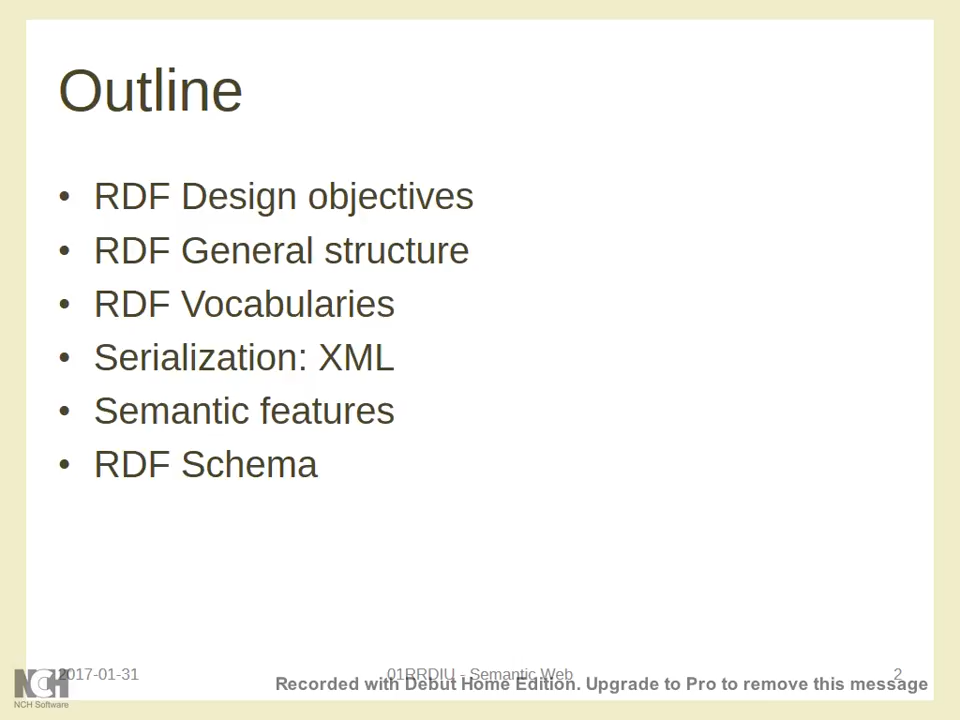 Outline
• RDF Design objectives
• RDF General structure
• RDF Vocabularies
• Serialization: XML
• Semantic features
• RDF Schema
2017-01-31
01RRDIU - Semantic Web
2
Recorded with Debut Home Edition. Upgrade to Pro to remove this message
NCH
NCH Software